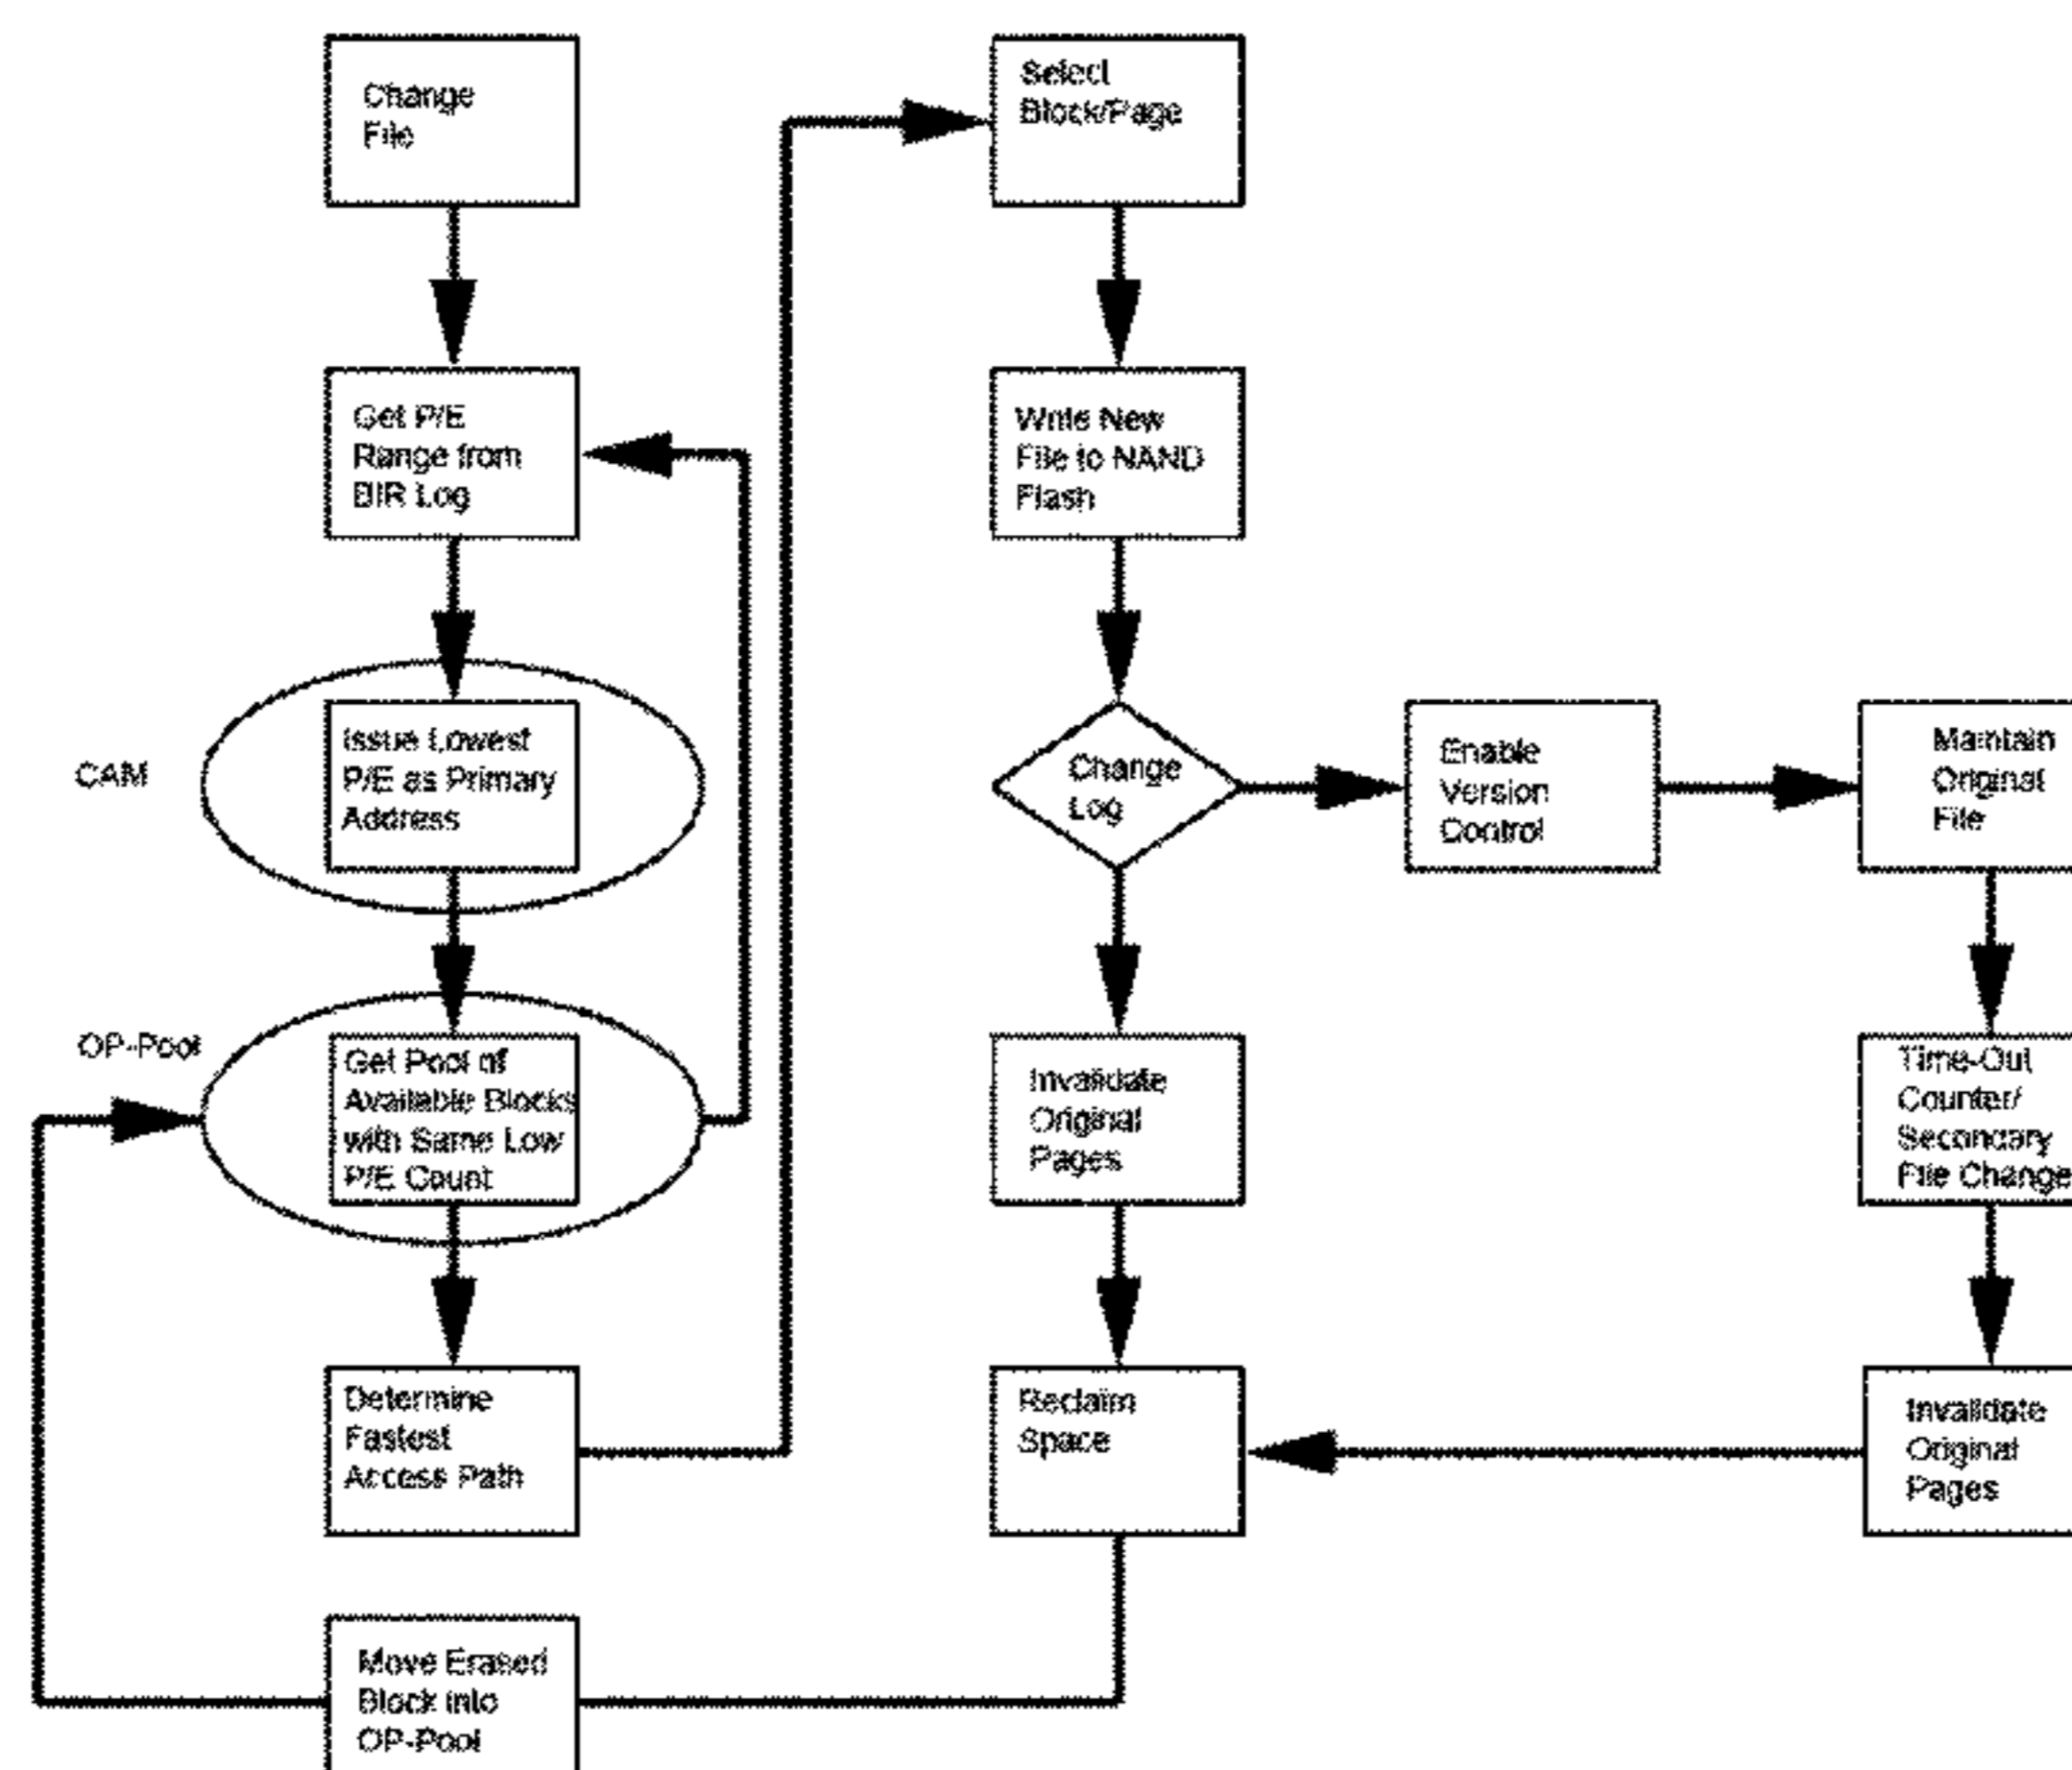 Change
File
Get P/E
Range from
BIR Log
CAM
Issue Lowest
P/E as Primary
Address
OP-Pool
Get Pool of
Available Blocks
with Same Low
P/E Count
Determine
Fastest
Access Path
Move Erased
Block into
OP-Pool
Select
Block/Page
Write New
File to NAND
Flash
Change
Log
Invalidate
Original
Pages
Reclaim
Space
Enable
Version
Control
Maintain
Original
File
Time-Out
Counter/
Secondary
File Change
Invalidate
Original
Pages